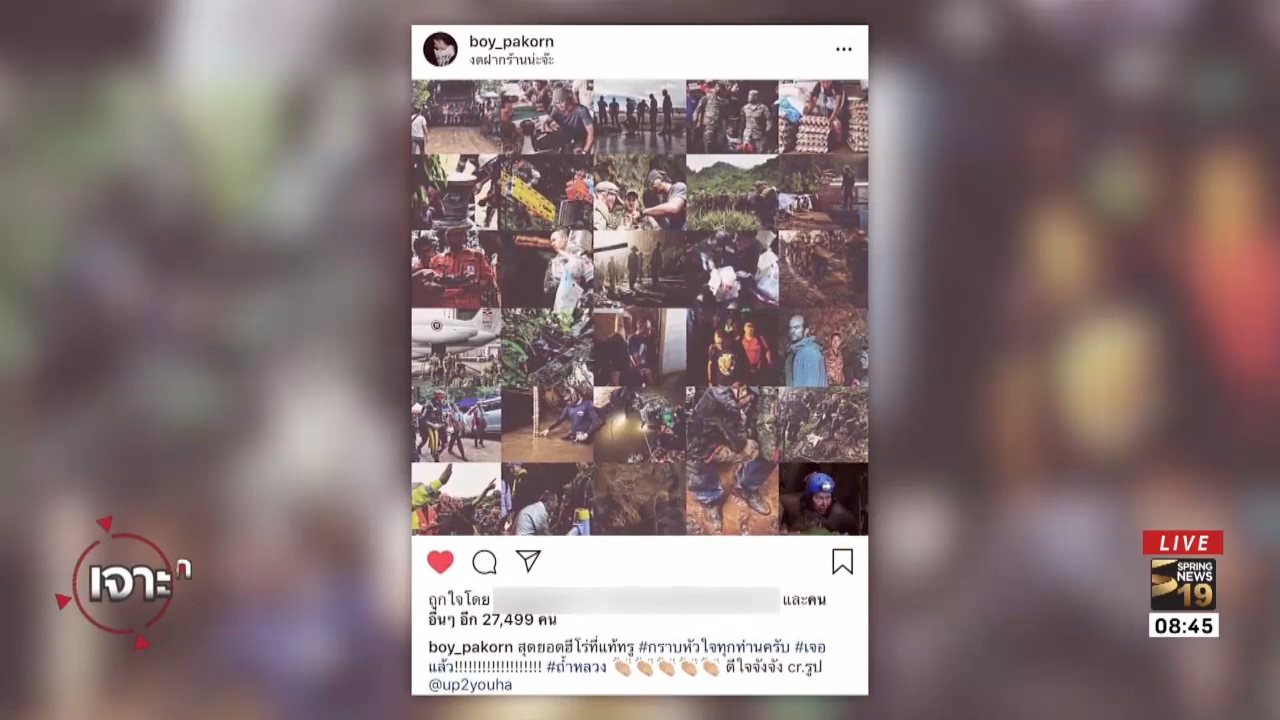 boy_pakorn
งดฝากร้านน่ะจ๊ะ
ถูกใจโดย และคน
อื่นๆ อีก 27,499 คน
boy_pakorn สุดยอดฮีโร่ที่แท้ทรู #กราบหัวใจทุกท่านครับ #เจอ
แล้ว!!!!!!!!!!!!!!!!!!! #ถ้ำหลวง 👏🏻👏🏻👏🏻👏🏻👏🏻 ดีใจจังจัง cr.รูป
@up2youha
เจาะ
LIVE
SPRING
NEWS
19
08:45